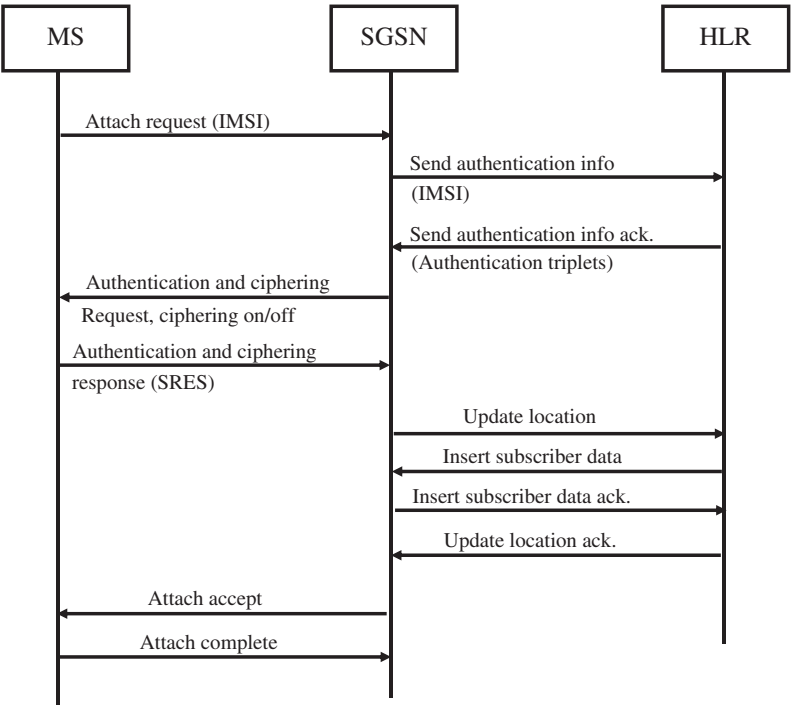 MS
SGSN
HLR
Attach request (IMSI)
Send authentication info
(IMSI)
Send authentication info ack.
(Authentication triplets)
Authentication and ciphering
Request, ciphering on/off
Authentication and ciphering
response (SRES)
Update location
Insert subscriber data
Insert subscriber data ack.
Update location ack.
Attach accept
Attach complete